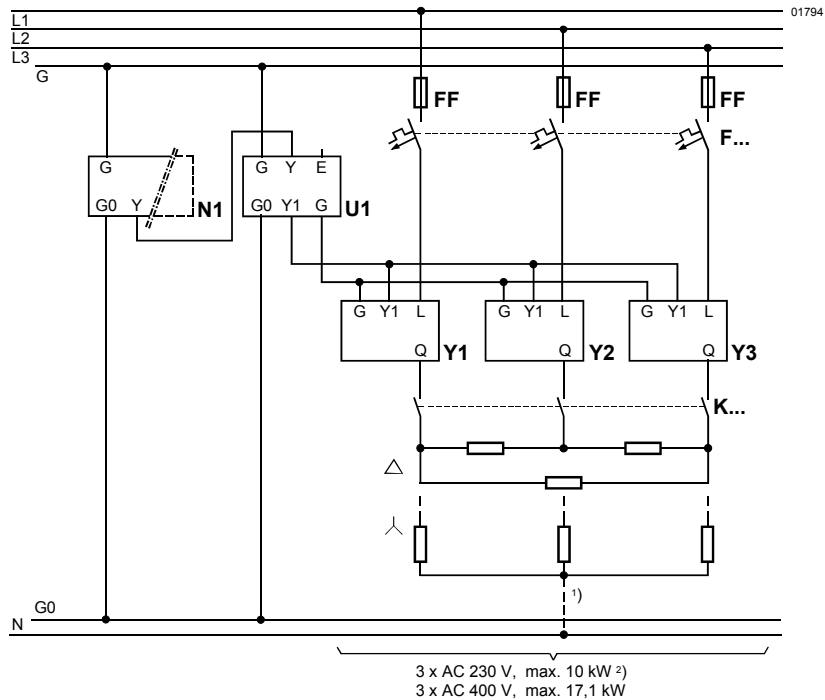 01794
L1
L2
L3
G
FF FF FF
F...
G
G0 Y
N1
G Y E
G0 Y1 G
U1
G Y1 L
Q
Y1
G Y1 L
Q
Y2
G Y1 L
Q
Y3
K...
¹)
G0
N
3 x AC 230 V, max. 10 kW ²)
3 x AC 400 V, max. 17,1 kW